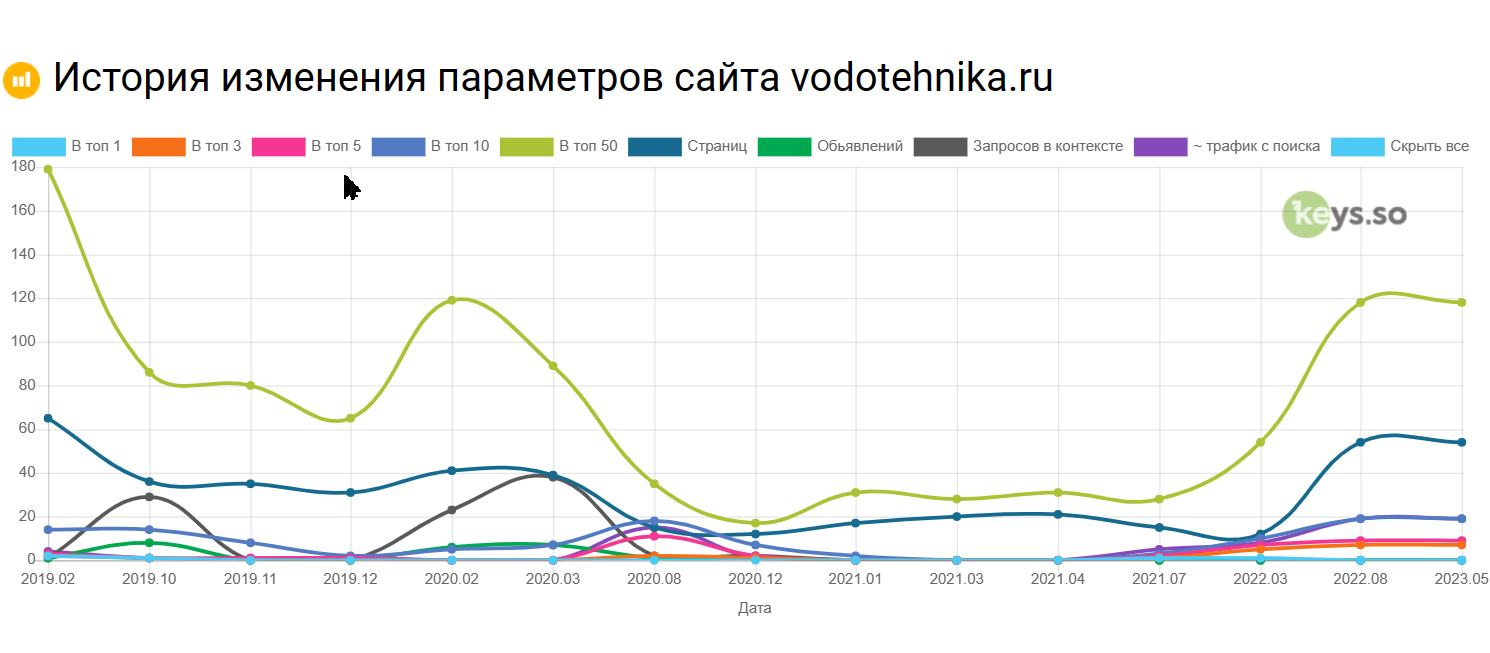 История изменения параметров сайта vodotehnika.ru
В топ 1 В топ 3 В топ 5 В топ 10 В топ 50 Страниц Обьявлений Запросов в контексте ~ трафик с поиска Скрыть все
180
160
keys.so
140
120
100
80
60
40
20
0
2019.02 2019.10 2019.11 2019.12 2020.02 2020.03 2020.08 2020.12 2021.01 2021.03 2021.04 2021.07 2022.03 2022.08 2023.05
Дата